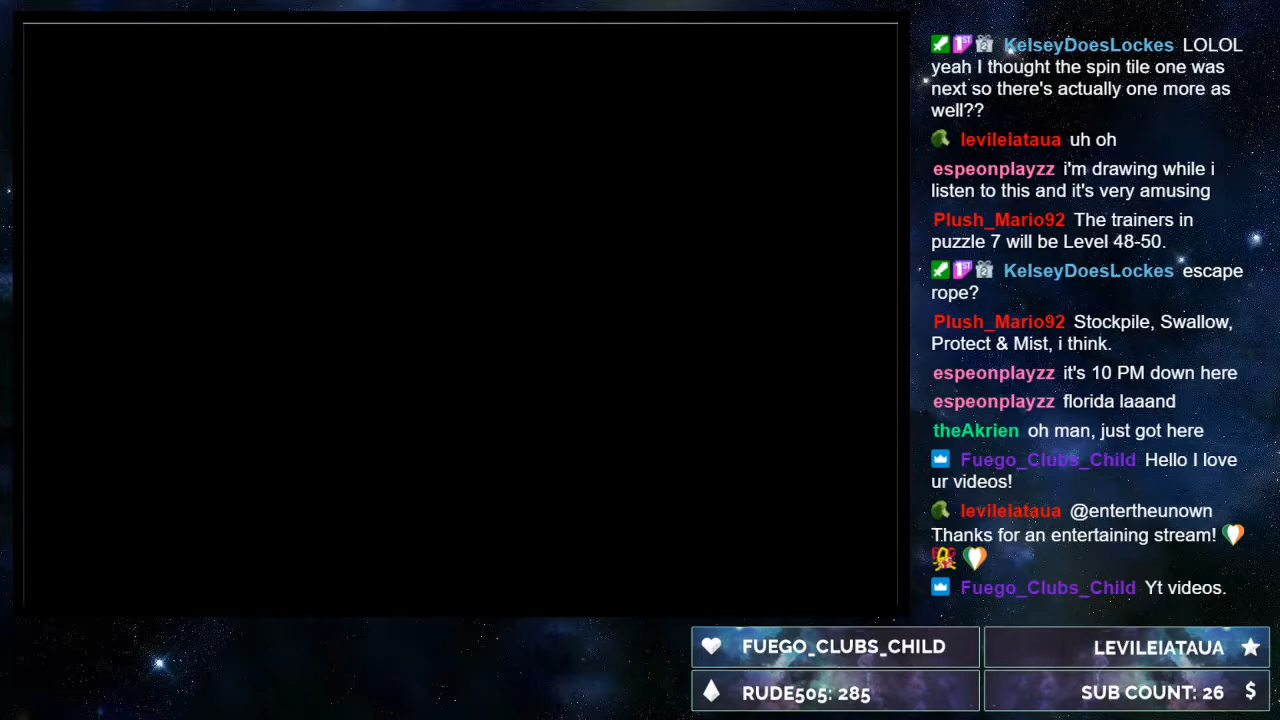 KelseyDoesLockes LOLOL
yeah I thought the spin tile one was
next so there's actually one more as
well??
levileiataua uh oh
espeonplayzz i'm drawing while i
listen to this and it's very amusing
Plush_Mario92 The trainers in
puzzle 7 will be Level 48-50.
KelseyDoesLockes escape
rope?
Plush_Mario92 Stockpile, Swallow,
Protect & Mist, i think.
espeonplayzz it's 10 PM down here
espeonplayzz florida laaand
theAkrien oh man, just got here
Fuego_Clubs_Child Hello I love
ur videos!
levileiataua @entertheunown
Thanks for an entertaining stream!
Fuego_Clubs_Child Yt videos.
FUEGO_CLUBS_CHILD
LEVILEIATAUA
RUDE505: 285
SUB COUNT: 26 $